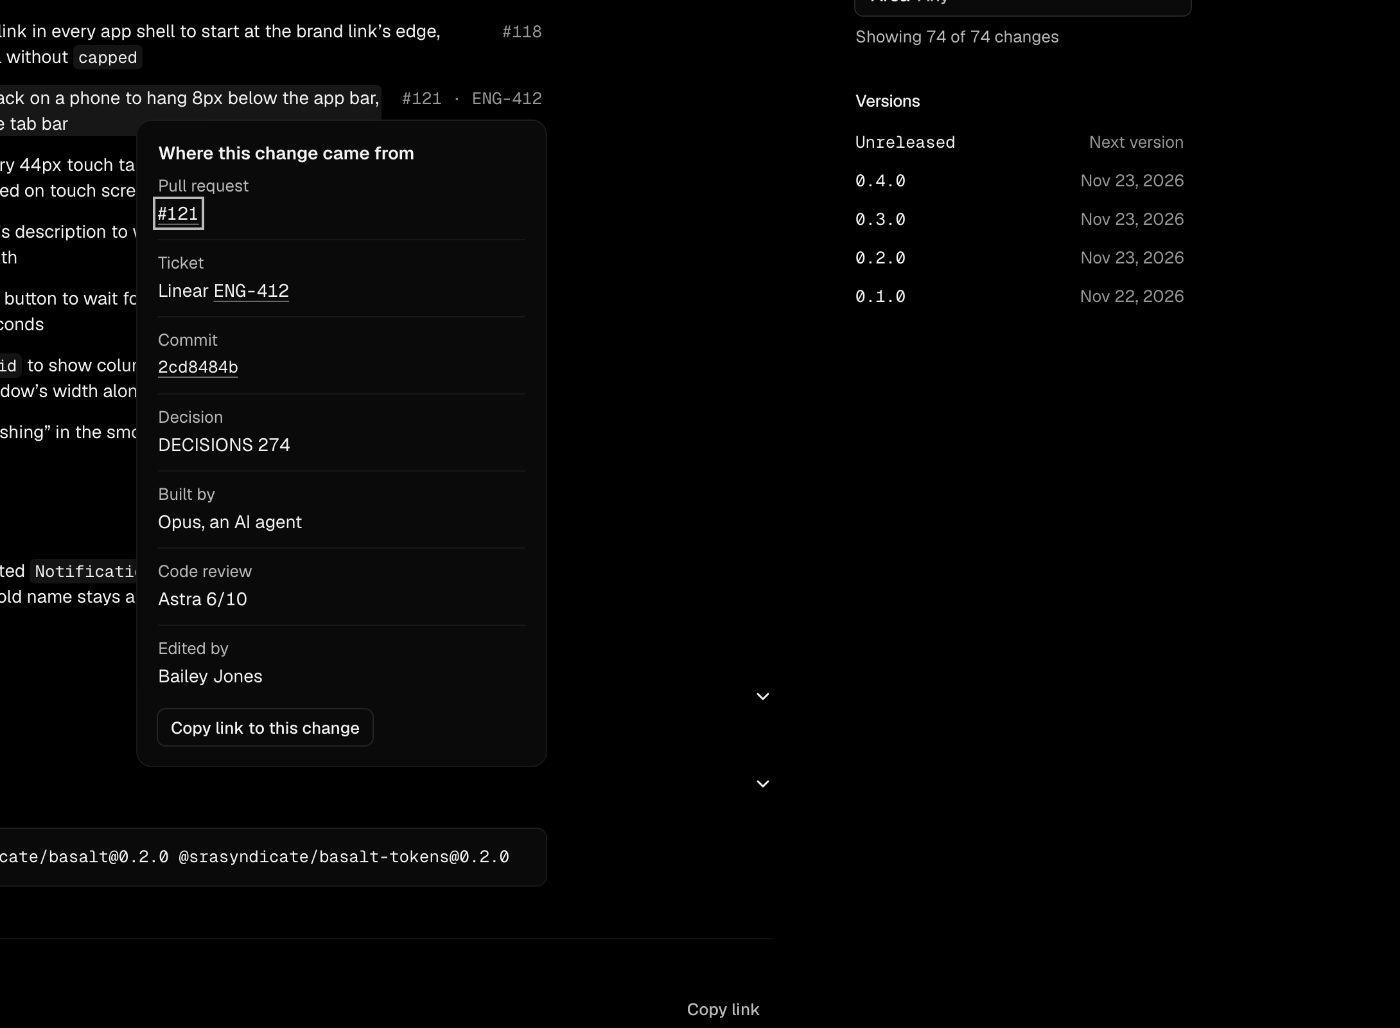 link in every app shell to start at the brand link’s edge, #118
without capped
ack on a phone to hang 8px below the app bar, #121 · ENG-412
e tab bar
Where this change came from
Pull request
#121
Ticket
Linear ENG-412
Commit
2cd8484b
Decision
DECISIONS 274
Built by
Opus, an AI agent
Code review
Astra 6/10
Edited by
Bailey Jones
Copy link to this change
ry 44px touch ta
ed on touch scre
s description to
th
button to wait fo
conds
id to show colu
dow’s width alon
shing” in the smo
ted Notificatio
old name stays a
cate/basalt@0.2.0 @srasyndicate/basalt-tokens@0.2.0
Copy link
Showing 74 of 74 changes
Versions
Unreleased Next version
0.4.0 Nov 23, 2026
0.3.0 Nov 23, 2026
0.2.0 Nov 23, 2026
0.1.0 Nov 22, 2026